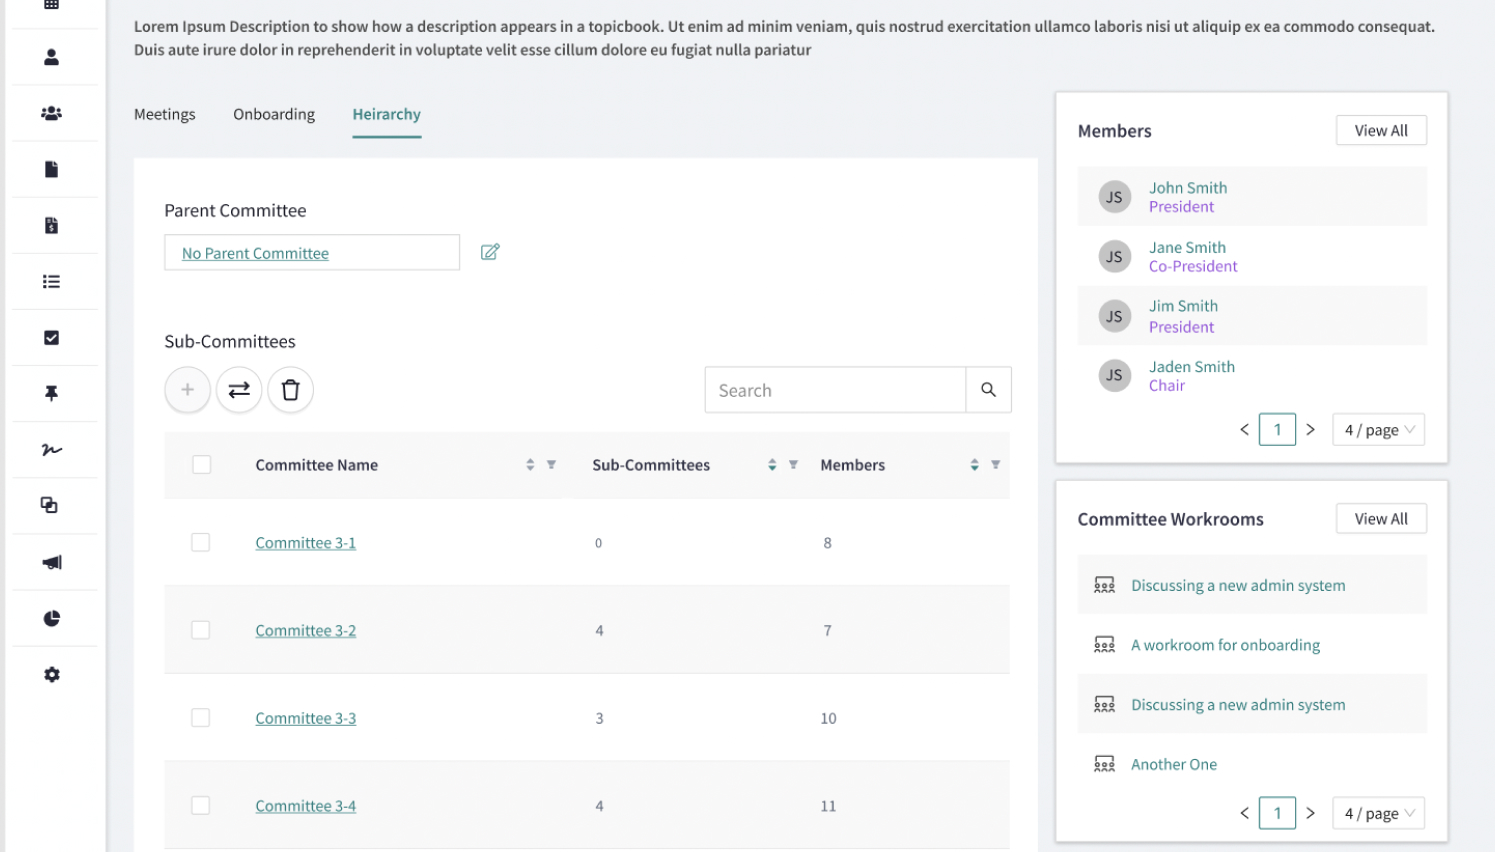 Lorem Ipsum Description to show how a description appears in a topicbook. Ut enim ad minim veniam, quis nostrud exercitation ullamco laboris nisi ut aliquip ex ea commodo consequat.
Duis aute irure dolor in reprehenderit in voluptate velit esse cillum dolore eu fugiat nulla pariatur
Meetings Onboarding Heirarchy
Parent Committee
No Parent Committee
Sub-Committees
Search
Committee Name Sub-Committees Members
Committee 3-1 0 8
Committee 3-2 4 7
Committee 3-3 3 10
Committee 3-4 4 11
Members View All
JS John Smith
President
JS Jane Smith
Co-President
JS Jim Smith
President
JS Jaden Smith
Chair
< 1 > 4 / page
Committee Workrooms View All
Discussing a new admin system
A workroom for onboarding
Discussing a new admin system
Another One
< 1 > 4 / page